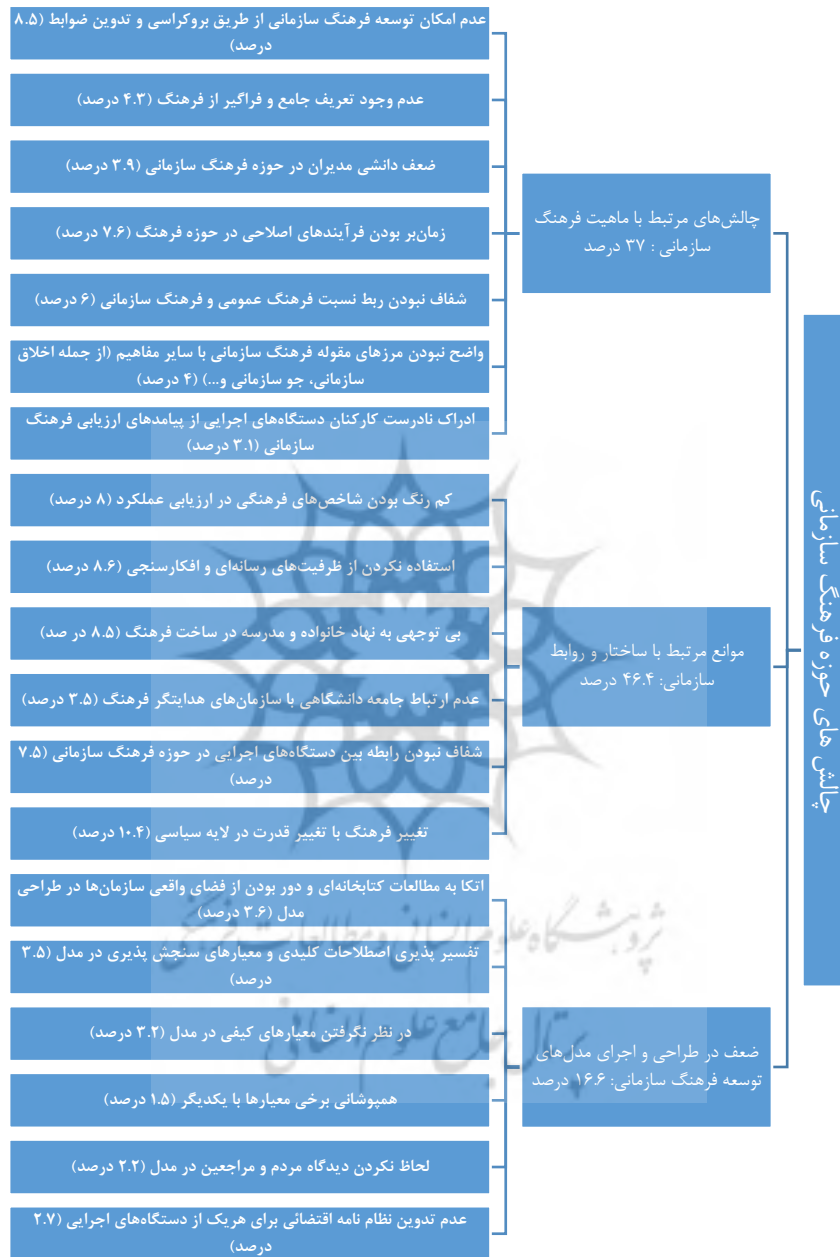 چالش های حوزه فرهنگ سازمانی
چالش‌های مرتبط با ماهیت فرهنگ
سازمانی : ۳۷ درصد
عدم امکان توسعه فرهنگ سازمانی از طریق بروکراسی و تدوین ضوابط (۸.۵
درصد)
عدم وجود تعریف جامع و فراگیر از فرهنگ (۴.۳ درصد)
ضعف دانشی مدیران در حوزه فرهنگ سازمانی (۳.۹ درصد)
زمان‌بر بودن فرآیندهای اصلاحی در حوزه فرهنگ (۷.۶ درصد)
شفاف نبودن ربط نسبت فرهنگ عمومی و فرهنگ سازمانی (۶ درصد)
واضح نبودن مرزهای مقوله فرهنگ سازمانی با سایر مفاهیم (از جمله اخلاق
سازمانی، جو سازمانی و...) (۴ درصد)
ادراک نادرست کارکنان دستگاه‌های اجرایی از پیامدهای ارزیابی فرهنگ
سازمانی (۳.۱ درصد)
موانع مرتبط با ساختار و روابط
سازمانی: ۴۶.۴ درصد
کم رنگ بودن شاخص‌های فرهنگی در ارزیابی عملکرد (۸ درصد)
استفاده نکردن از ظرفیت‌های رسانه‌ای و افکارسنجی (۸.۶ درصد)
بی توجهی به نهاد خانواده و مدرسه در ساخت فرهنگ (۸.۵ در صد)
عدم ارتباط جامعه دانشگاهی با سازمان‌های هدایتگر فرهنگ (۳.۵ درصد)
شفاف نبودن رابطه بین دستگاه‌های اجرایی در حوزه فرهنگ سازمانی (۷.۵
درصد)
تغییر فرهنگ با تغییر قدرت در لایه سیاسی (۱۰.۴ درصد)
ضعف در طراحی و اجرای مدل‌های
توسعه فرهنگ سازمانی: ۱۶.۶ درصد
اتکا به مطالعات کتابخانه‌ای و دور بودن از فضای واقعی سازمان‌ها در طراحی
مدل (۳.۶ درصد)
تفسیر پذیری اصطلاحات کلیدی و معیارهای سنجش پذیری در مدل (۳.۵
درصد)
در نظر نگرفتن معیارهای کیفی در مدل (۳.۲ درصد)
همپوشانی برخی معیارها با یکدیگر (۱.۵ درصد)
لحاظ نکردن دیدگاه مردم و مراجعین در مدل (۲.۲ درصد)
عدم تدوین نظام نامه اقتضائی برای هریک از دستگاه‌های اجرایی (۲.۷
درصد)
پژوهشگاه علوم انسانی و مطالعات فرهنگی
پرتال جامع علوم انسانی